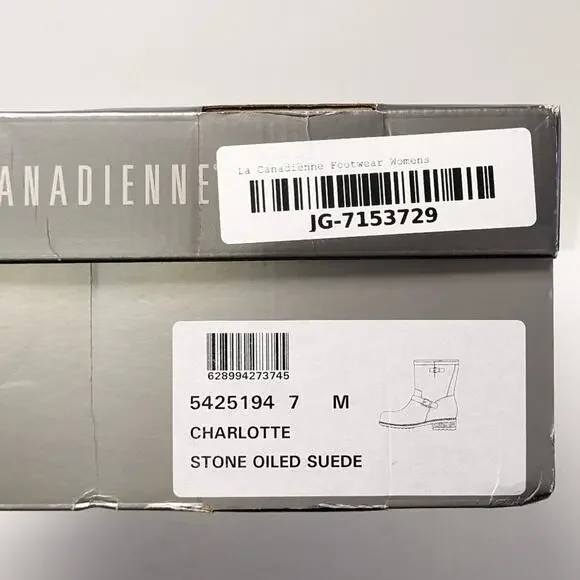 ANADIENNE
La Canadienne Footwear Womens
JG-7153729
628994273745
5425194 7 M
CHARLOTTE
STONE OILED SUEDE